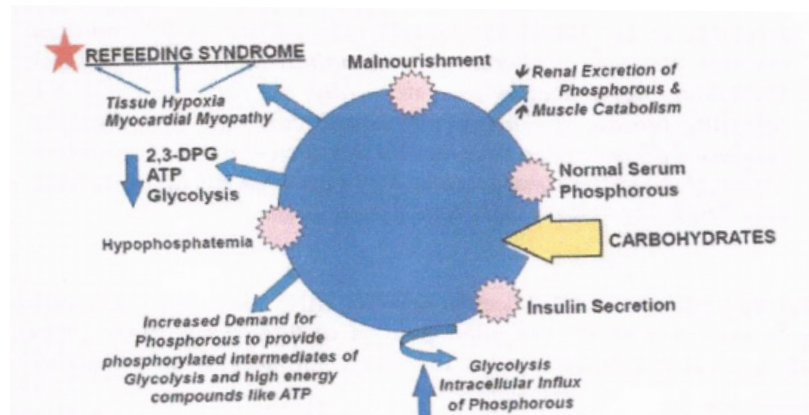 REFEEDING SYNDROME
Tissue Hypoxia
Myocardial Myopathy
Malnourishment
Renal Excretion of
Phosphorous &
Muscle Catabolism
2,3-DPG
ATP
Glycolysis
Normal Serum
Phosphorous
Hypophosphatemia
CARBOHYDRATES
Insulin Secretion
Increased Demand for
Phosphorous to provide
phosphorylated intermediates of
Glycolysis and high energy
compounds like ATP
Glycolysis
Intracellular Influx
of Phosphorous